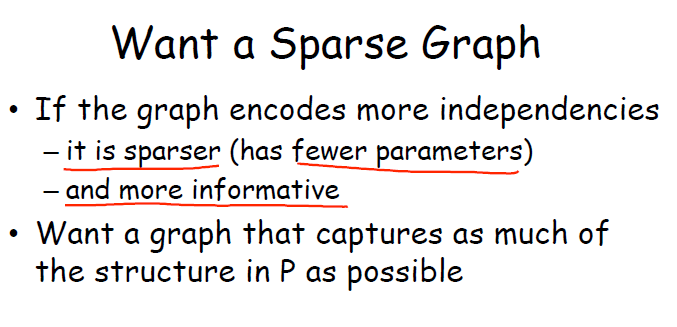 Want a Sparse Graph
• If the graph encodes more independencies
– it is sparser (has fewer parameters)
– and more informative
• Want a graph that captures as much of
the structure in P as possible